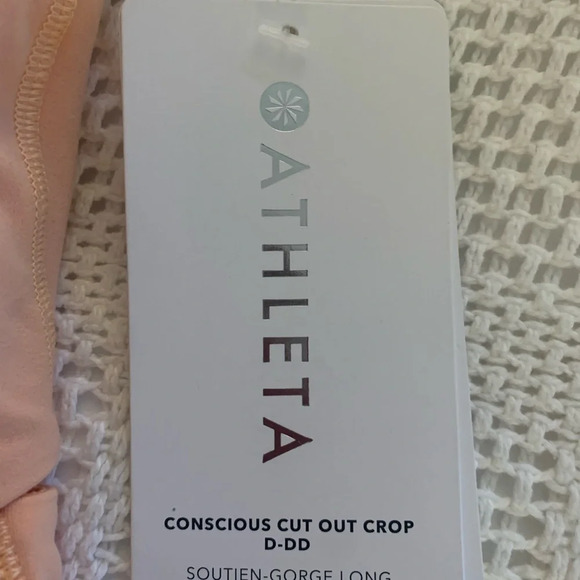 ATHLETA
CONSCIOUS CUT OUT CROP
D-DD
SOUTIEN-GORGE LONG